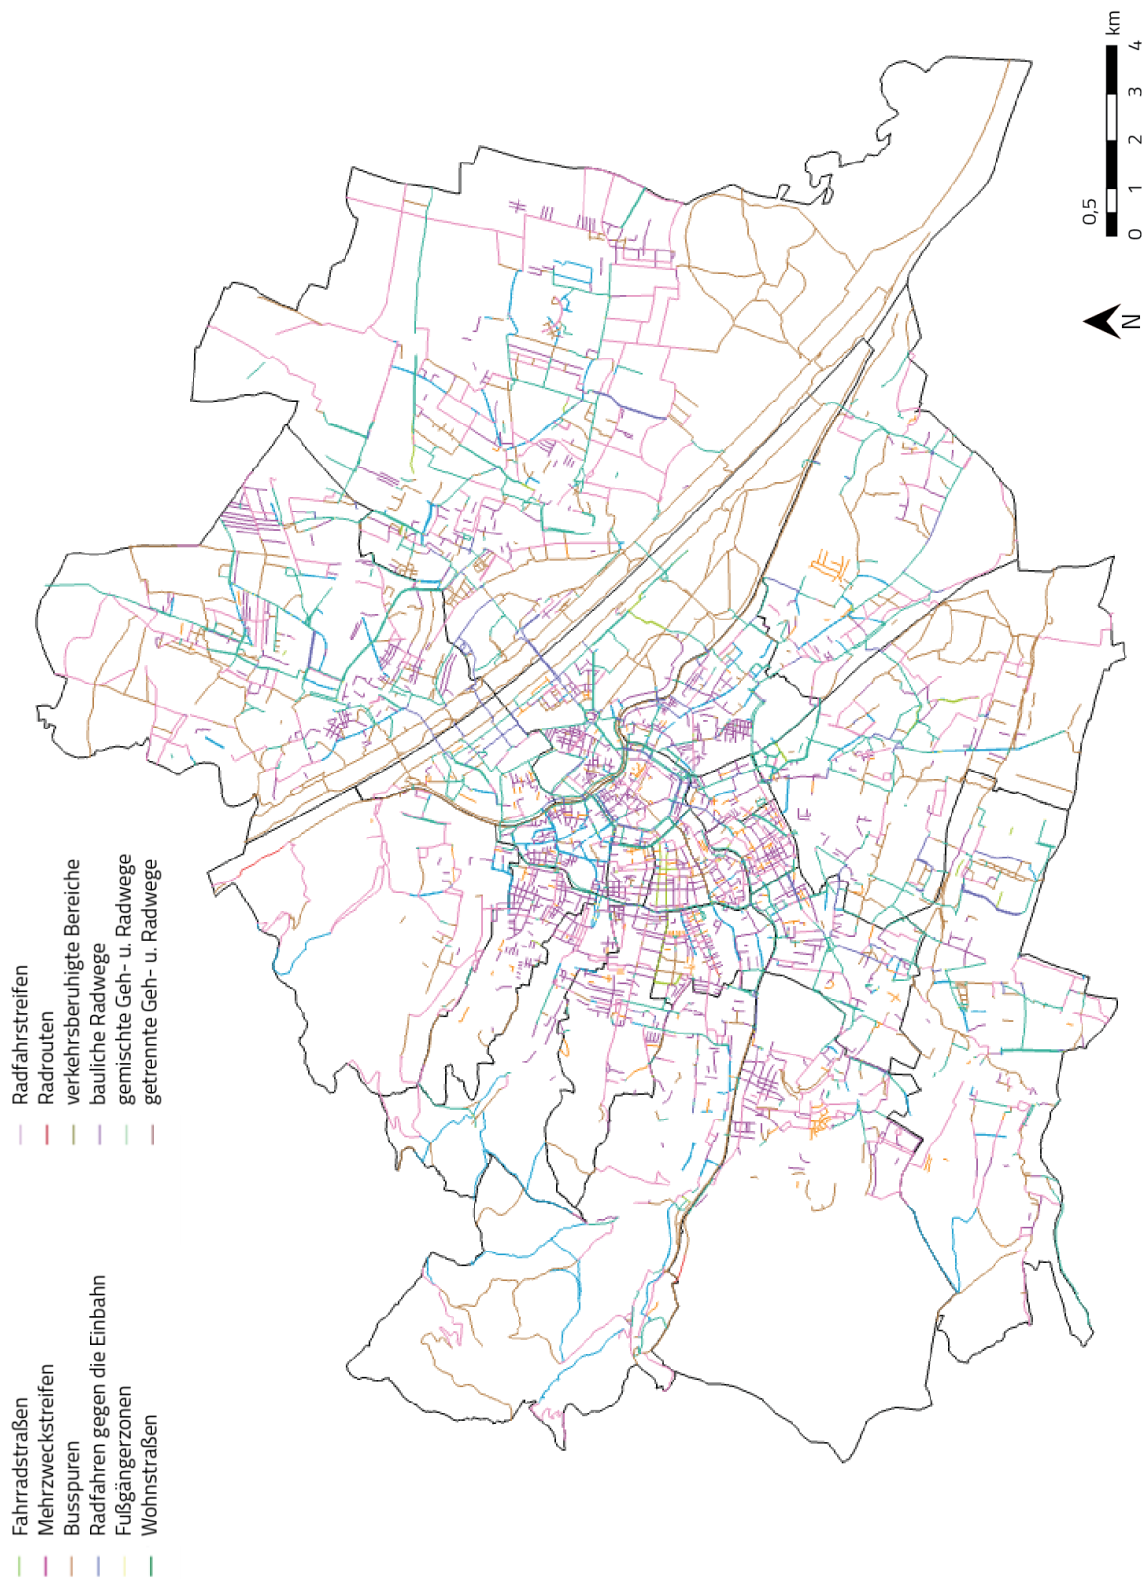 Fahrradstraßen
Mehrzweckstreifen
Busspuren
Radfahren gegen die Einbahn
Fußgängerzonen
Wohnstraßen
Radfahrstreifen
Radrouten
verkehrsberuhigte Bereiche
bauliche Radwege
gemischte Geh- u. Radwege
getrennte Geh- u. Radwege
N
0,5
0 1 2 3 4
km